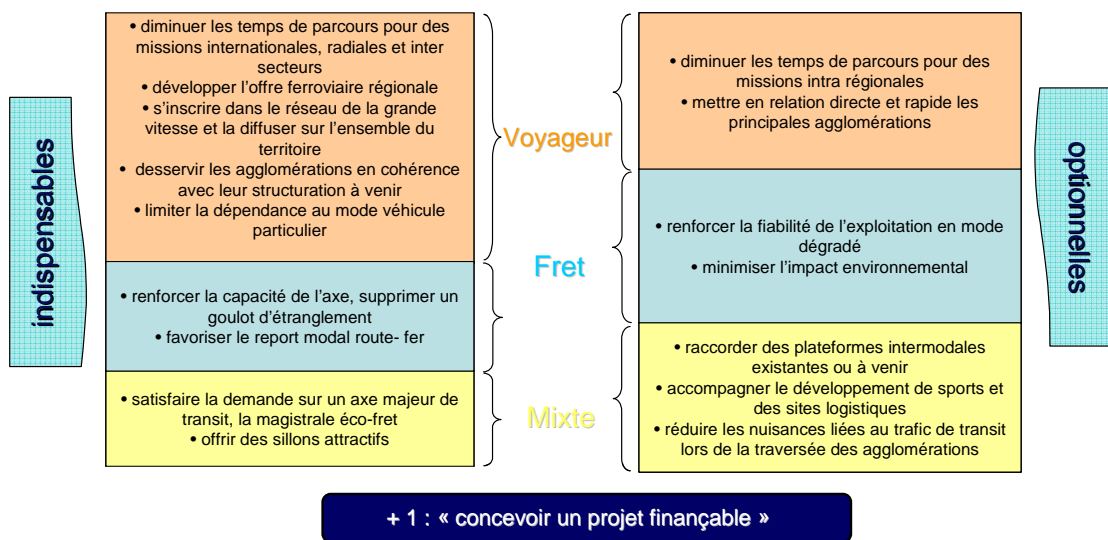 indispensables
• diminuer les temps de parcours pour des
missions internationales, radiales et inter
secteurs
• développer l'offre ferroviaire régionale
• s'inscrire dans le réseau de la grande
vitesse et la diffuser sur l'ensemble du
territoire
• desservir les agglomérations en cohérence
avec leur structuration à venir
• limiter la dépendance au mode véhicule
particulier
• renforcer la capacité de l'axe, supprimer un
goulot d'étranglement
• favoriser le report modal route- fer
• satisfaire la demande sur un axe majeur de
transit, la magistrale éco-fret
• offrir des sillons attractifs
Voyageur
Fret
Mixte
• diminuer les temps de parcours pour des
missions intra régionales
• mettre en relation directe et rapide les
principales agglomérations
• renforcer la fiabilité de l'exploitation en mode
dégradé
• minimiser l'impact environnemental
• raccorder des plateformes intermodales
existantes ou à venir
• accompagner le développement de sports et
des sites logistiques
• réduire les nuisances liées au trafic de transit
lors de la traversée des agglomérations
optionnelles
+ 1 : « concevoir un projet finançable »